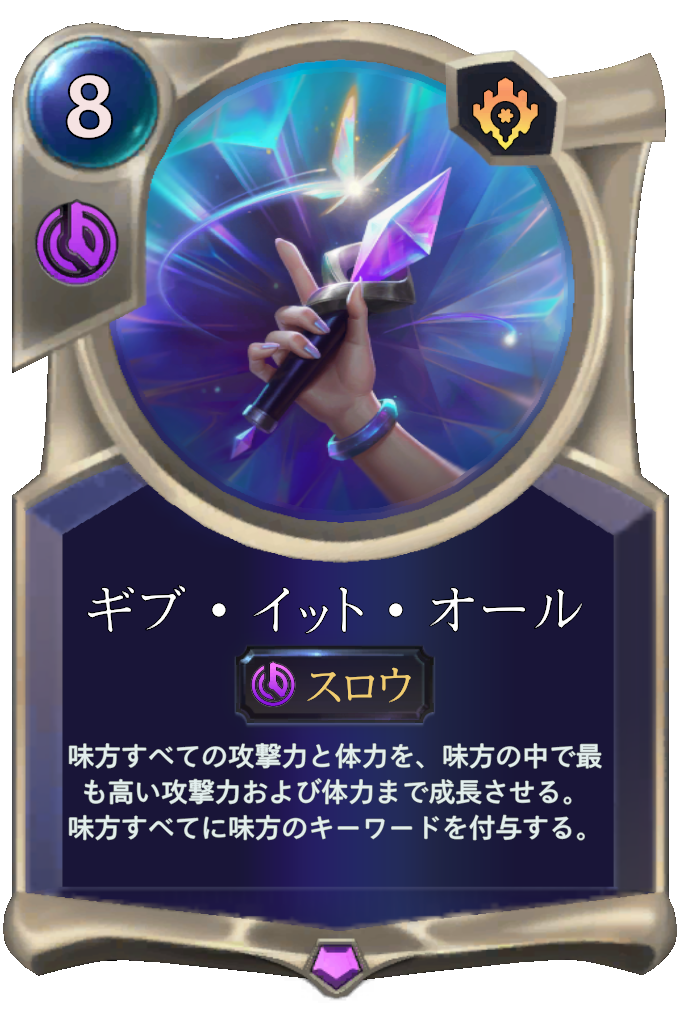 8
ギブ・イット・オール
スロウ
味方すべての攻撃力と体力を、味方の中で最
も高い攻撃力および体力まで成長させる。
味方すべてに味方のキーワードを付与する。